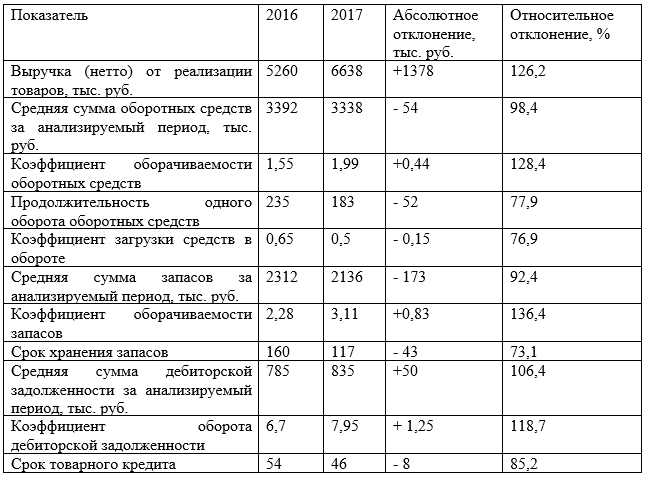 Показатель 2016 2017 Абсолютное Относительное
отклонение, отклонение, %
тыс. руб.
Выручка (нетто) от реализации 5260 6638 +1378 126,2
товаров, тыс. руб.
Средняя сумма оборотных средств 3392 3338 - 54 98,4
за анализируемый период, тыс.
руб.
Коэффициент оборачиваемости 1,55 1,99 +0,44 128,4
оборотных средств
Продолжительность одного 235 183 - 52 77,9
оборота оборотных средств
Коэффициент загрузки средств в 0,65 0,5 - 0,15 76,9
обороте
Средняя сумма запасов за 2312 2136 - 173 92,4
анализируемый период, тыс. руб.
Коэффициент оборачиваемости 2,28 3,11 +0,83 136,4
запасов
Срок хранения запасов 160 117 - 43 73,1
Средняя сумма дебиторской 785 835 +50 106,4
задолженности за анализируемый
период, тыс. руб.
Коэффициент оборота 6,7 7,95 + 1,25 118,7
дебиторской задолженности
Срок товарного кредита 54 46 - 8 85,2